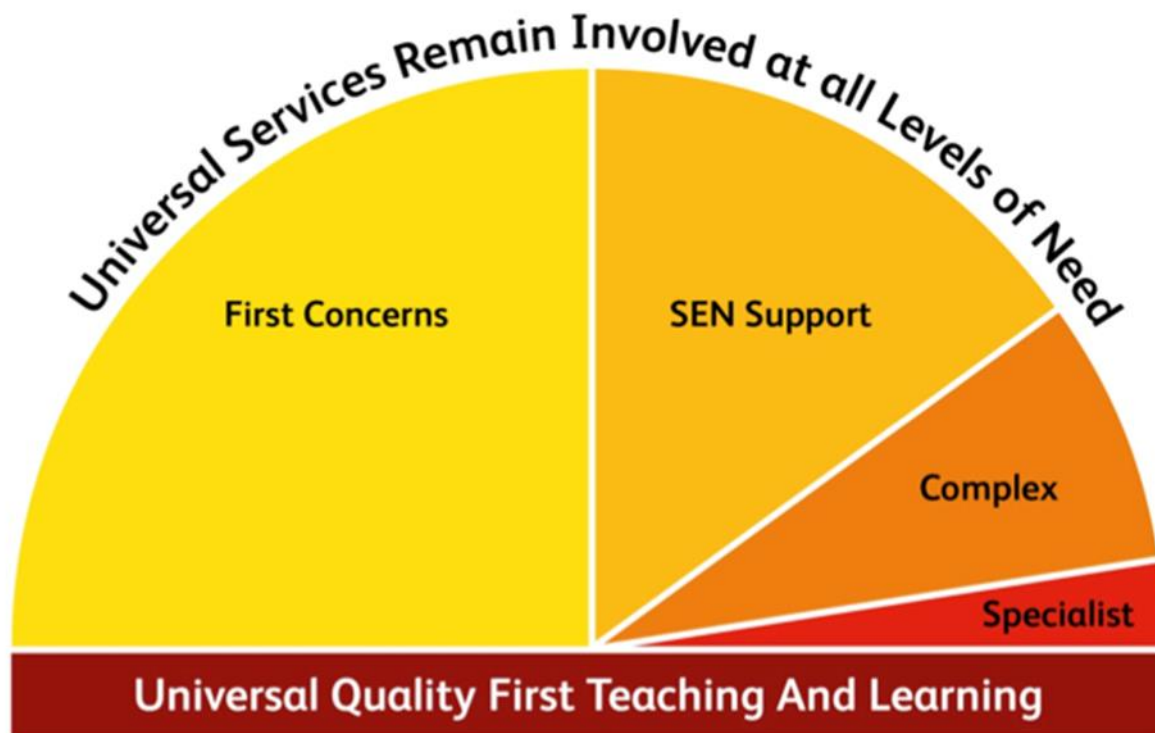 Universal Services Remain Involved at all Levels of Need
First Concerns
SEN Support
Complex
Specialist
Universal Quality First Teaching And Learning